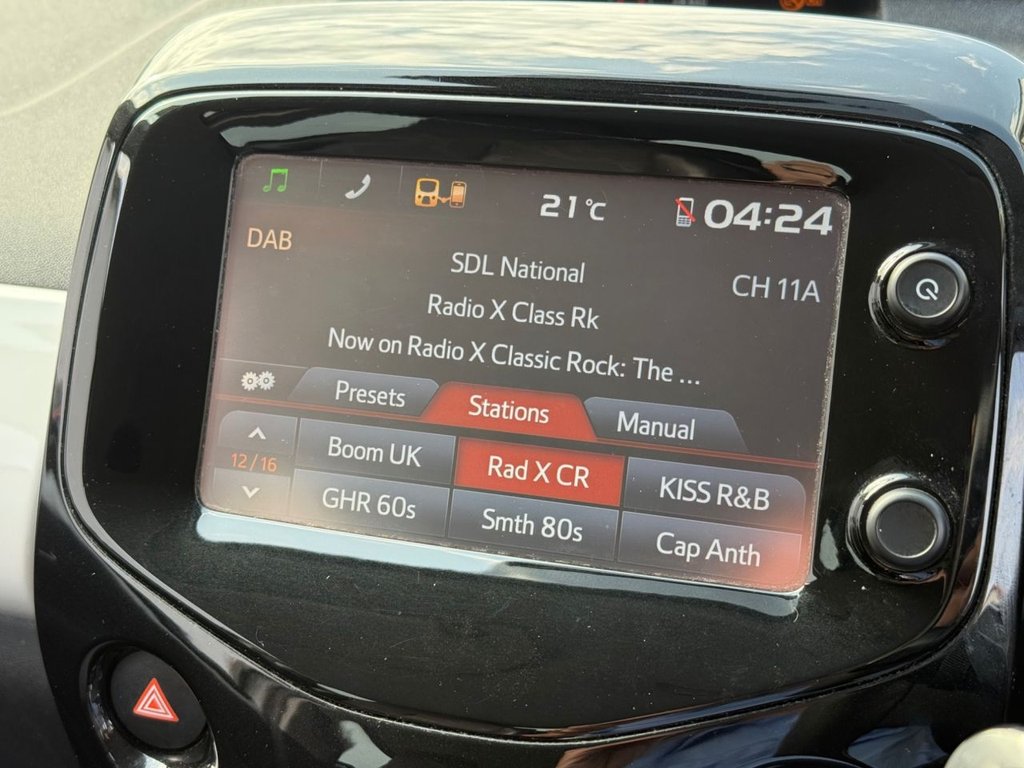 21°C
04:24
DAB
SDL National
CH 11A
Radio X Class Rk
Now on Radio X Classic Rock: The ...
Presets
Stations
Manual
12/16
Boom UK
Rad X CR
KISS R&B
GHR 60s
Smth 80s
Cap Anth